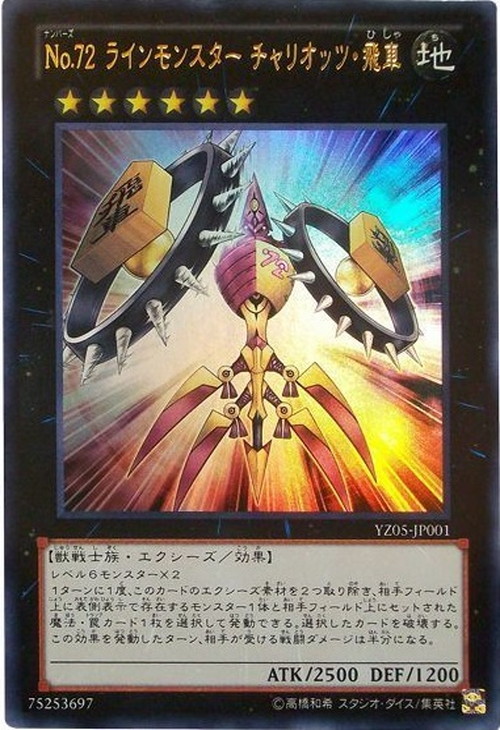 No.72 ラインモンスター チャリオッツ・飛車
地
72
YZ05-JP001
【獣戦士族・エクシーズ/効果】
レベル6モンスター×2
1ターンに1度、このカードのエクシーズ素材を2つ取り除き、相手フィールド
上に表側表示で存在するモンスター1体と相手フィールド上にセットされた
魔法・罠カード1枚を選択して発動できる。選択したカードを破壊する。
この効果を発動したターン、相手が受ける戦闘ダメージは半分になる。
ATK/2500 DEF/1200
75253697
©高橋和希 スタジオ・ダイス/集英社